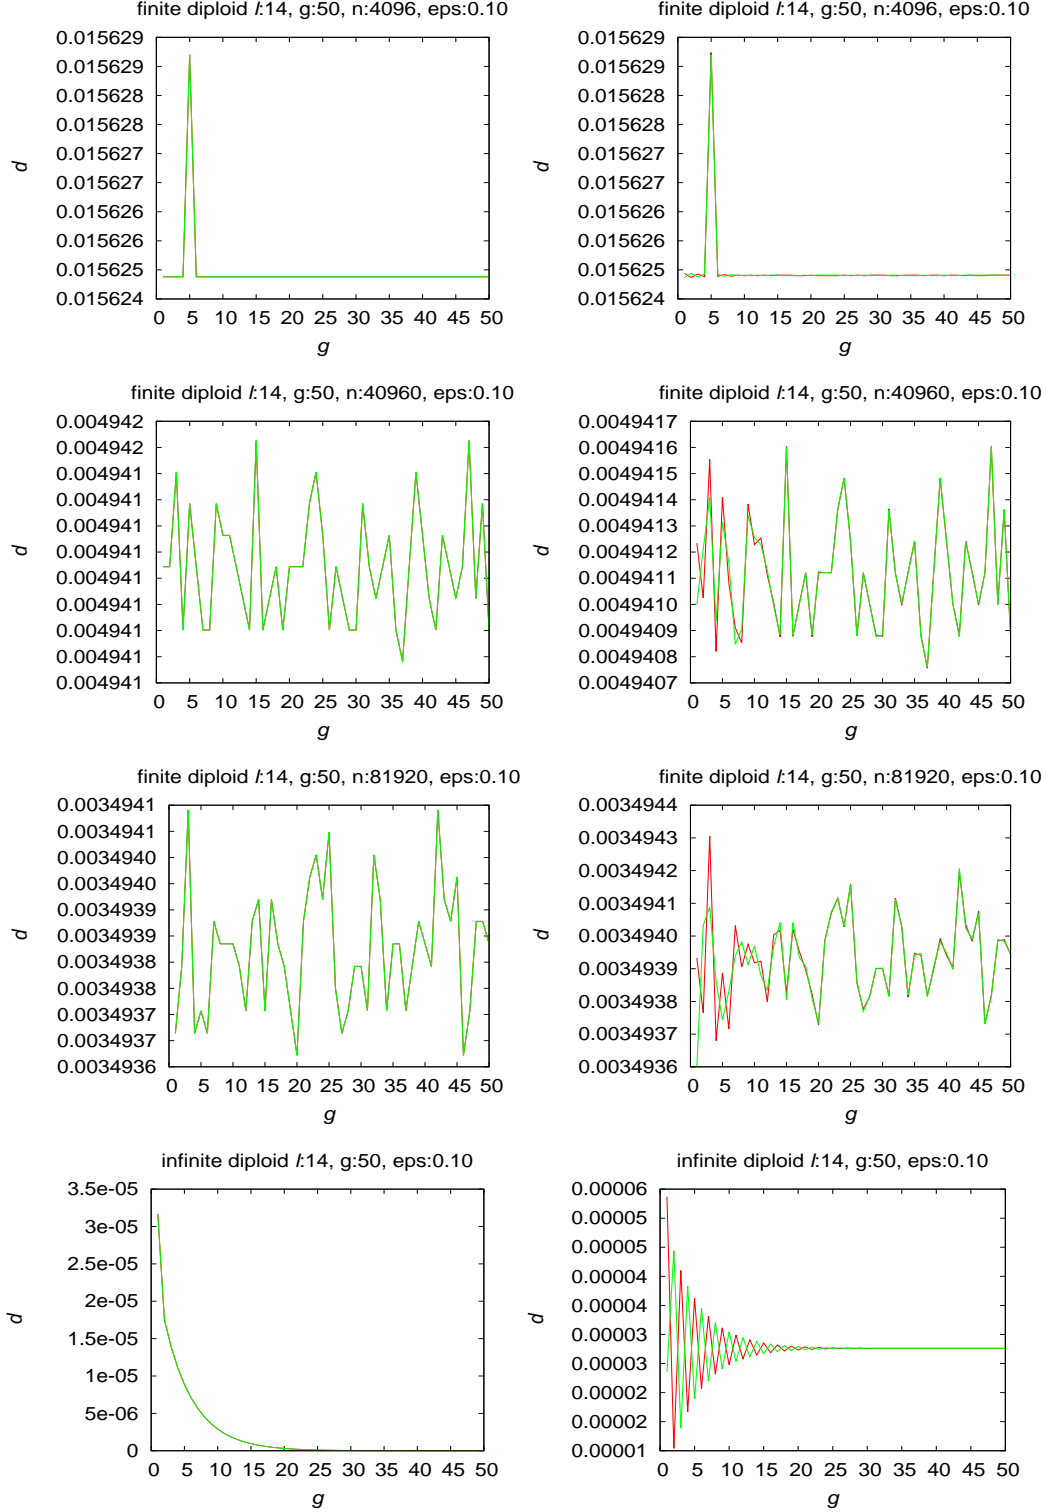 finite diploid l:14, g:50, n:4096, eps:0.10
0.015629
0.015629
0.015628
0.015628
0.015627
0.015627
0.015626
0.015626
0.015625
0.015624
d
0 5 10 15 20 25 30 35 40 45 50
g
finite diploid l:14, g:50, n:4096, eps:0.10
0.015629
0.015629
0.015628
0.015628
0.015627
0.015627
0.015626
0.015626
0.015625
0.015624
d
0 5 10 15 20 25 30 35 40 45 50
g
finite diploid l:14, g:50, n:40960, eps:0.10
0.004942
0.004942
0.004941
0.004941
0.004941
0.004941
0.004941
0.004941
0.004941
0.004941
0.004941
d
0 5 10 15 20 25 30 35 40 45 50
g
finite diploid l:14, g:50, n:40960, eps:0.10
0.0049417
0.0049416
0.0049415
0.0049414
0.0049413
0.0049412
0.0049411
0.0049410
0.0049409
0.0049408
0.0049407
d
0 5 10 15 20 25 30 35 40 45 50
g
finite diploid l:14, g:50, n:81920, eps:0.10
0.0034941
0.0034941
0.0034940
0.0034940
0.0034939
0.0034939
0.0034938
0.0034938
0.0034937
0.0034937
0.0034936
d
0 5 10 15 20 25 30 35 40 45 50
g
finite diploid l:14, g:50, n:81920, eps:0.10
0.0034944
0.0034943
0.0034942
0.0034941
0.0034940
0.0034939
0.0034938
0.0034937
0.0034936
d
0 5 10 15 20 25 30 35 40 45 50
g
infinite diploid l:14, g:50, eps:0.10
3.5e-05
3e-05
2.5e-05
2e-05
1.5e-05
1e-05
5e-06
0
d
0 5 10 15 20 25 30 35 40 45 50
g
infinite diploid l:14, g:50, eps:0.10
0.00006
0.00005
0.00005
0.00004
0.00004
0.00003
0.00003
0.00002
0.00002
0.00001
d
0 5 10 15 20 25 30 35 40 45 50
g